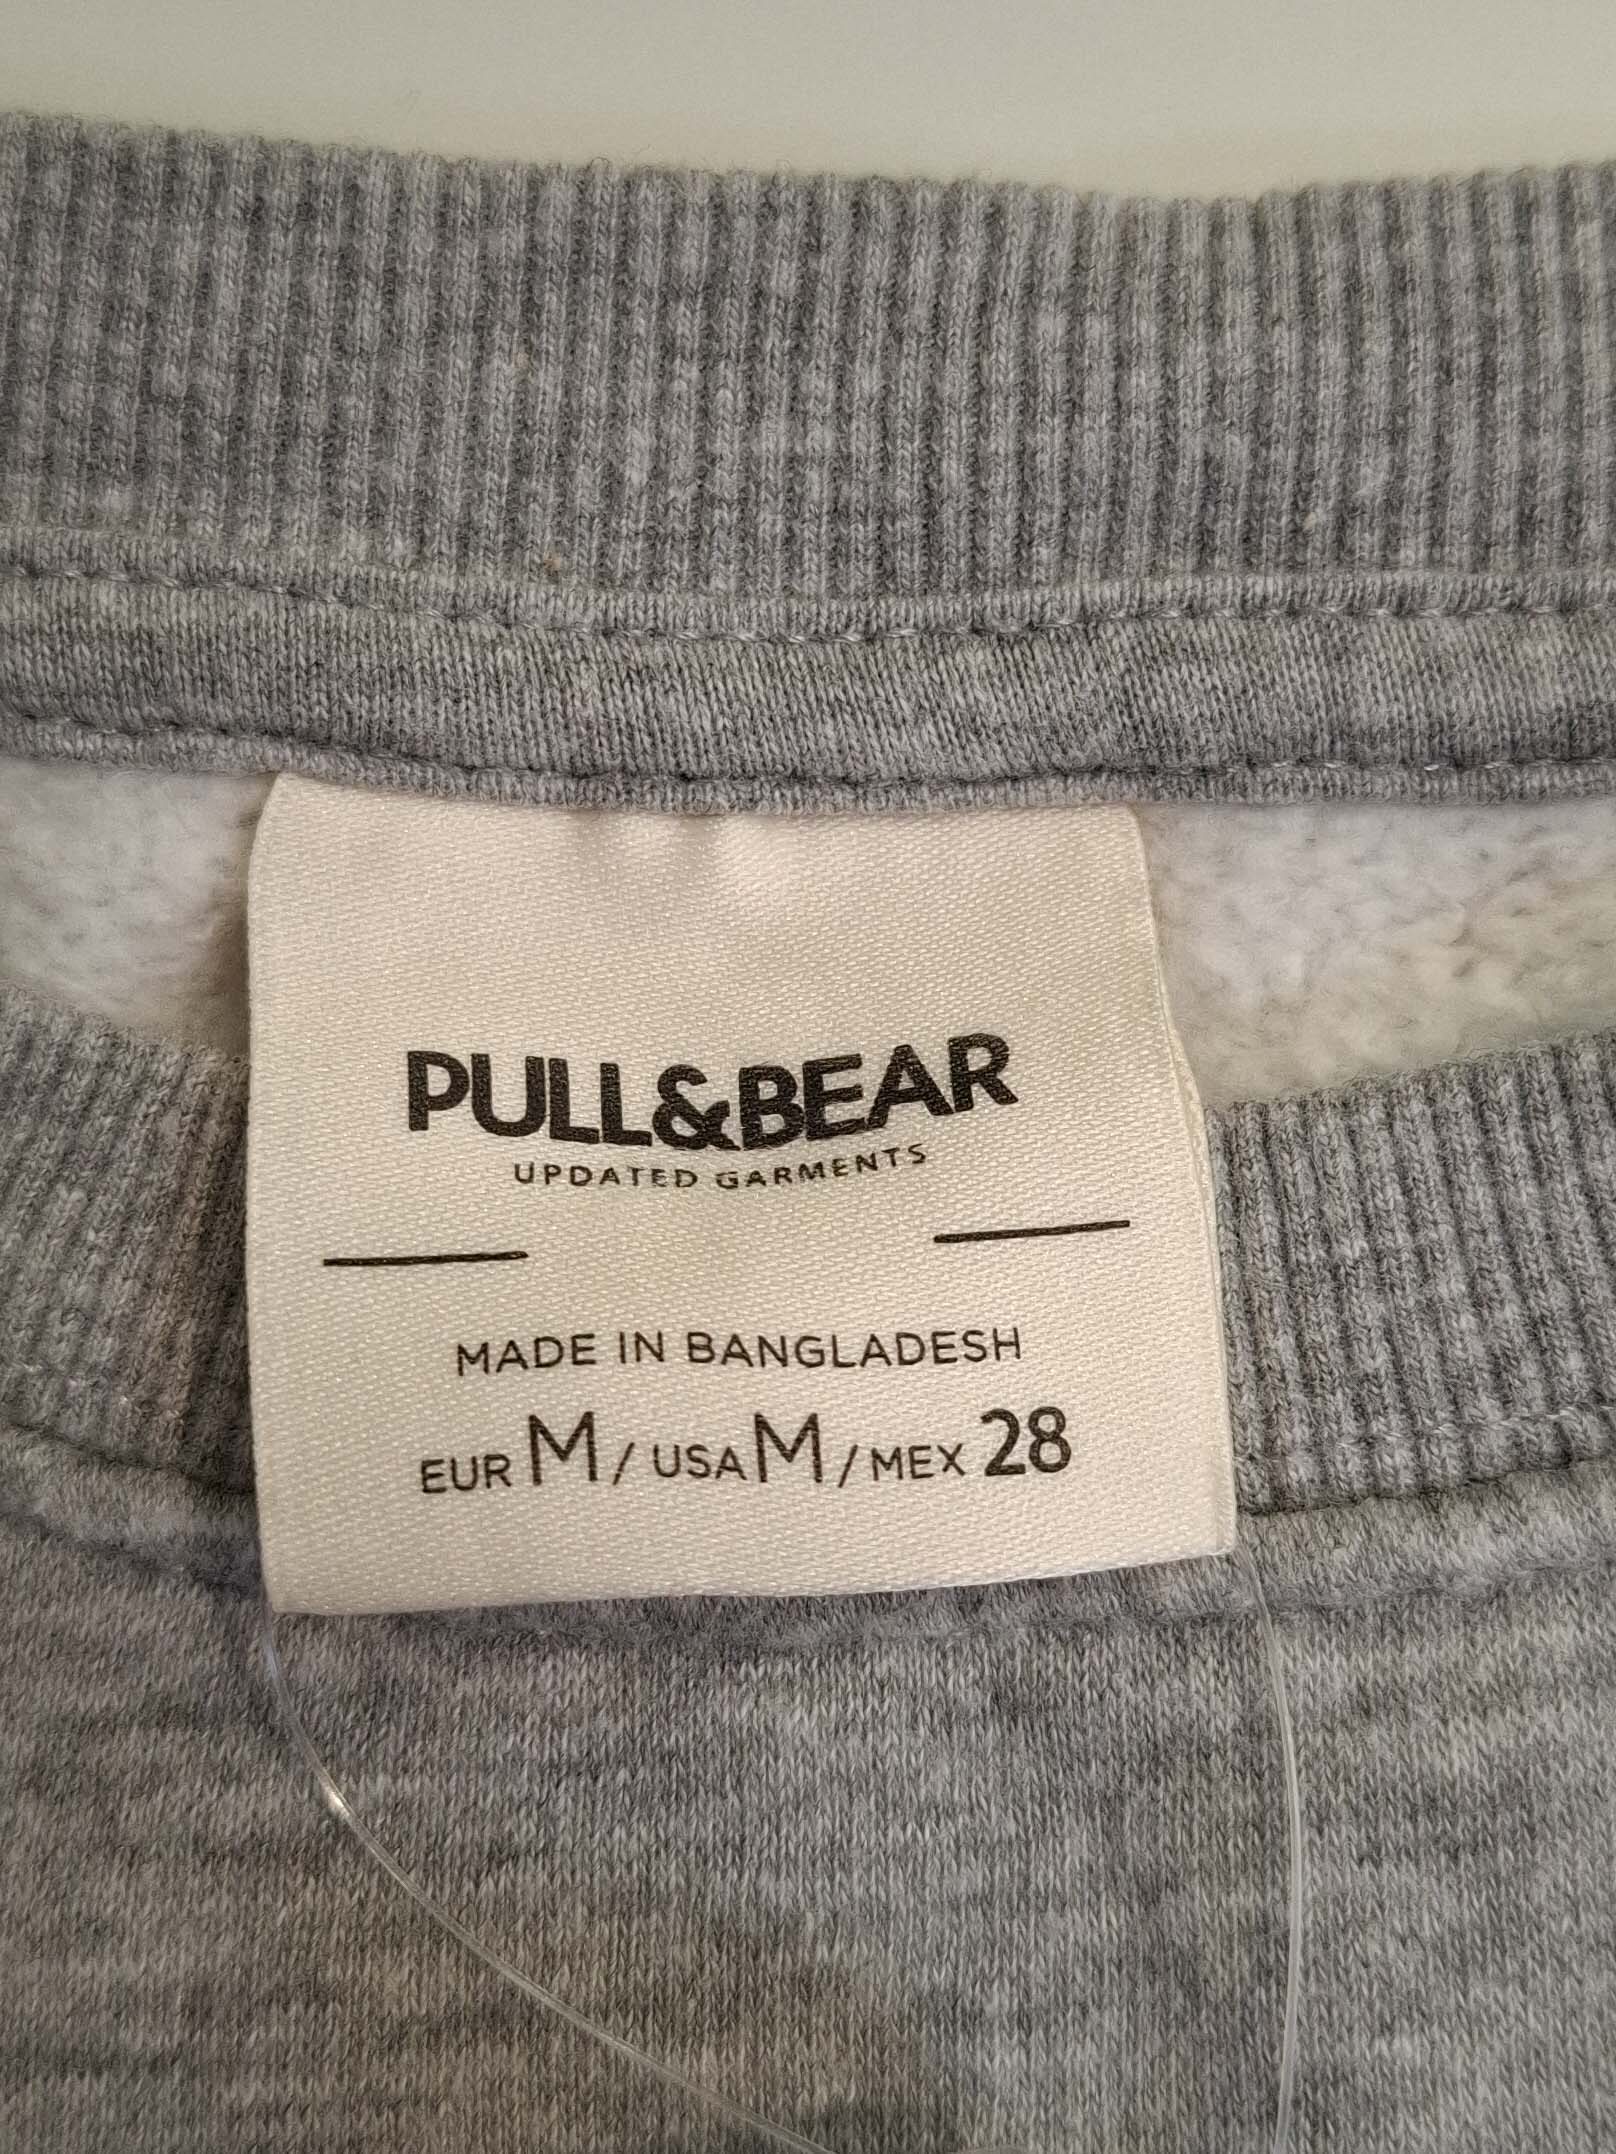 PULL&BEAR
UPDATED GARMENTS
MADE IN BANGLADESH
EUR M / USA M / MEX 28